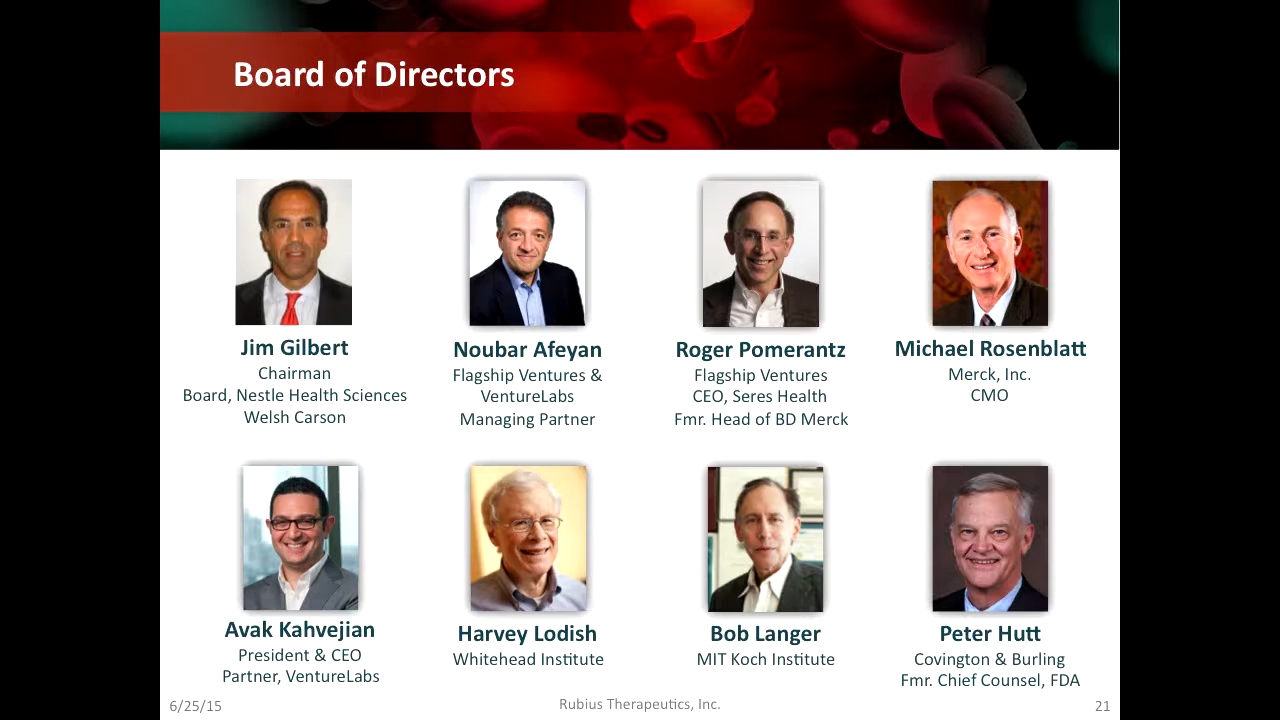 Board of Directors
Jim Gilbert
Chairman
Board, Nestle Health Sciences
Welsh Carson
Noubar Afeyan
Flagship Ventures &
VentureLabs
Managing Partner
Roger Pomerantz
Flagship Ventures
CEO, Seres Health
Fmr. Head of BD Merck
Michael Rosenblatt
Merck, Inc.
CMO
Avak Kahvejian
President & CEO
Partner, VentureLabs
Harvey Lodish
Whitehead Institute
Bob Langer
MIT Koch Institute
Peter Hutt
Covington & Burling
Fmr. Chief Counsel, FDA
6/25/15
Rubius Therapeutics, Inc.
21